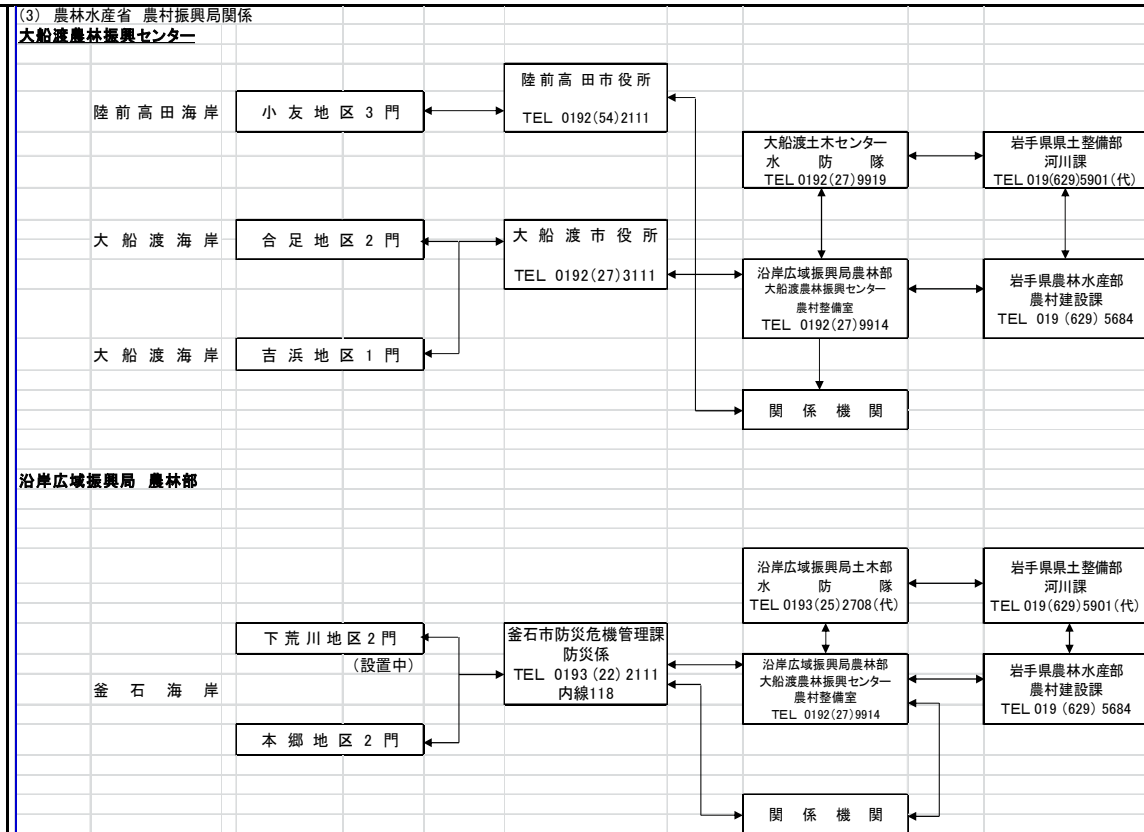 (3) 農林水産省 農村振興局関係
大船渡農林振興センター
陸前高田市役所
陸前高田海岸 小友地区3門
TEL 0192(54)2111
大船渡土木センター
水防隊
TEL 0192(27)9919
岩手県県土整備部
河川課
TEL 019(629)5901(代)
大船渡海岸 合足地区2門
大船渡市役所
TEL 0192(27)3111
沿岸広域振興局農林部
大船渡農林振興センター
農村整備室
TEL 0192(27)9914
岩手県農林水産部
農村建設課
TEL 019 (629) 5684
大船渡海岸 吉浜地区1門
関係機関
沿岸広域振興局 農林部
沿岸広域振興局土木部
水防隊
TEL 0193(25)2708(代)
岩手県県土整備部
河川課
TEL 019(629)5901(代)
下荒川地区2門
(設置中)
釜石市防災危機管理課
防災係
TEL 0193 (22) 2111
内線118
沿岸広域振興局農林部
大船渡農林振興センター
農村整備室
TEL 0192(27)9914
岩手県農林水産部
農村建設課
TEL 019 (629) 5684
釜石海岸
本郷地区2門
関係機関